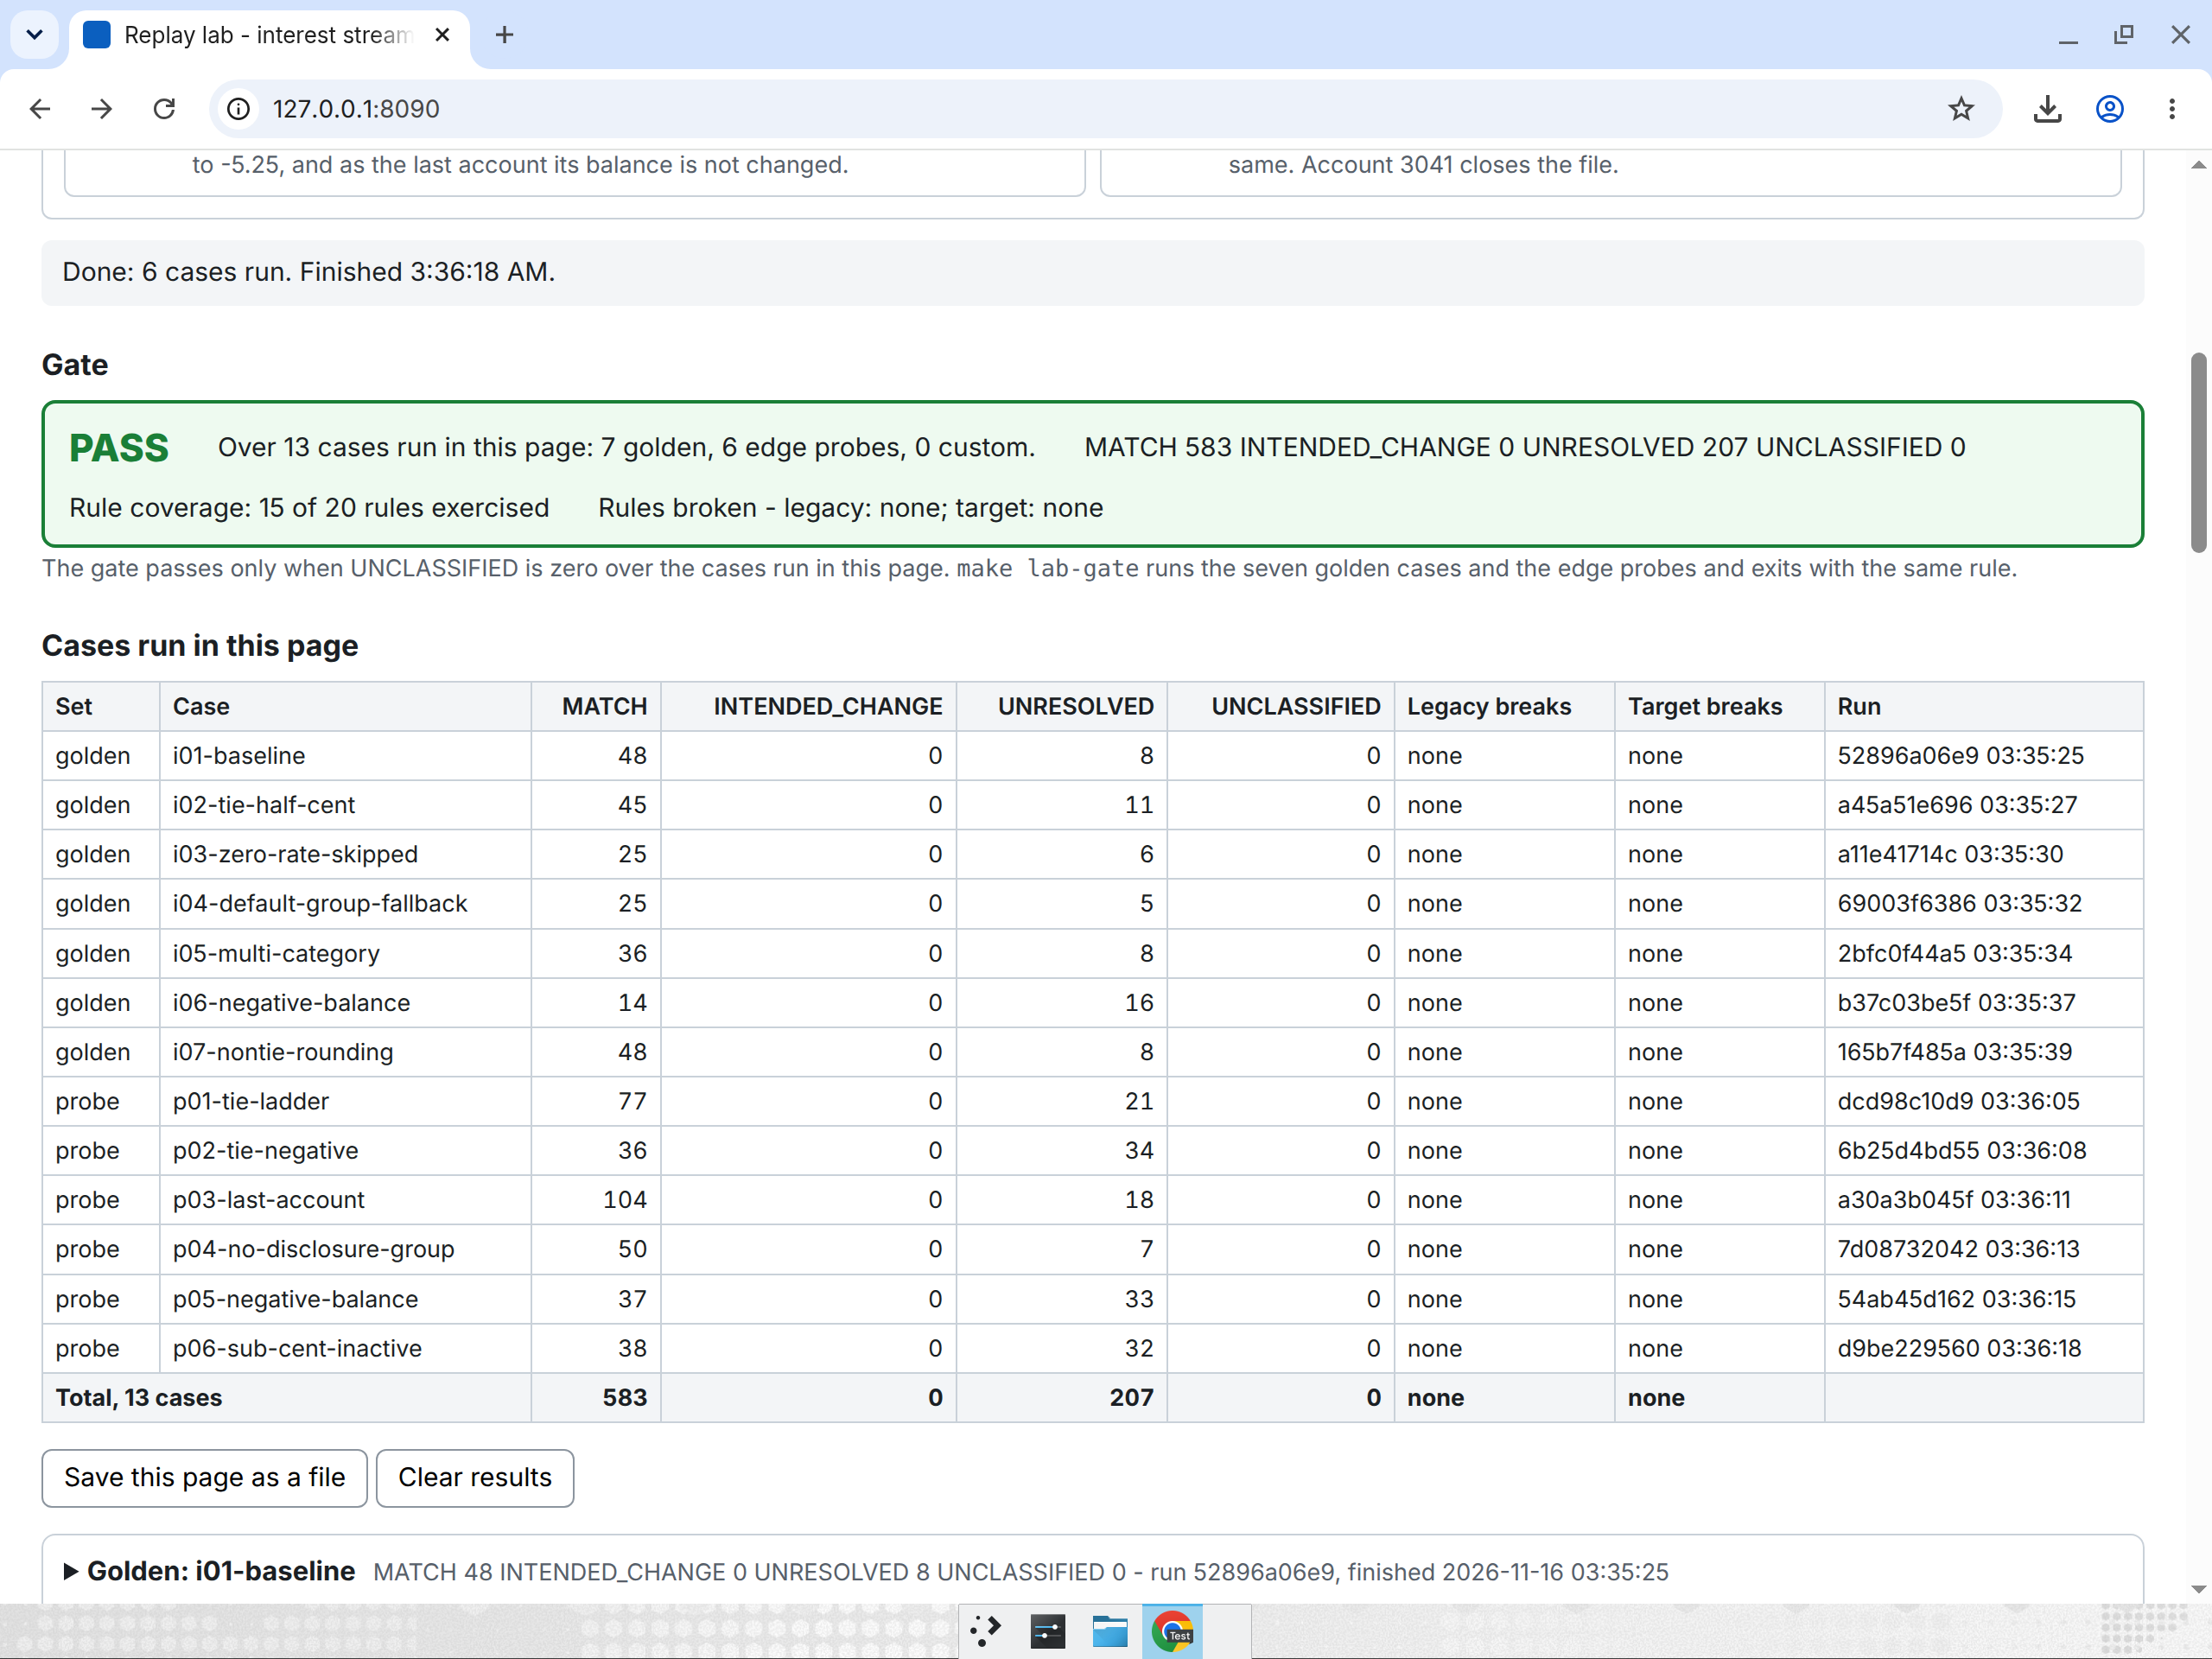 Replay lab - interest stream
127.0.0.1:8090
to -5.25, and as the last account its balance is not changed.
same. Account 3041 closes the file.
Done: 6 cases run. Finished 3:36:18 AM.
Gate
PASS Over 13 cases run in this page: 7 golden, 6 edge probes, 0 custom. MATCH 583 INTENDED_CHANGE 0 UNRESOLVED 207 UNCLASSIFIED 0
Rule coverage: 15 of 20 rules exercised Rules broken - legacy: none; target: none
The gate passes only when UNCLASSIFIED is zero over the cases run in this page. make lab-gate runs the seven golden cases and the edge probes and exits with the same rule.
Cases run in this page
Set Case MATCH INTENDED_CHANGE UNRESOLVED UNCLASSIFIED Legacy breaks Target breaks Run
golden i01-baseline 48 0 8 0 none none 52896a06e9 03:35:25
golden i02-tie-half-cent 45 0 11 0 none none a45a51e696 03:35:27
golden i03-zero-rate-skipped 25 0 6 0 none none a11e41714c 03:35:30
golden i04-default-group-fallback 25 0 5 0 none none 69003f6386 03:35:32
golden i05-multi-category 36 0 8 0 none none 2bfc0f44a5 03:35:34
golden i06-negative-balance 14 0 16 0 none none b37c03be5f 03:35:37
golden i07-nontie-rounding 48 0 8 0 none none 165b7f485a 03:35:39
probe p01-tie-ladder 77 0 21 0 none none dcd98c10d9 03:36:05
probe p02-tie-negative 36 0 34 0 none none 6b25d4bd55 03:36:08
probe p03-last-account 104 0 18 0 none none a30a3b045f 03:36:11
probe p04-no-disclosure-group 50 0 7 0 none none 7d08732042 03:36:13
probe p05-negative-balance 37 0 33 0 none none 54ab45d162 03:36:15
probe p06-sub-cent-inactive 38 0 32 0 none none d9be229560 03:36:18
Total, 13 cases 583 0 207 0 none none
Save this page as a file Clear results
Golden: i01-baseline MATCH 48 INTENDED_CHANGE 0 UNRESOLVED 8 UNCLASSIFIED 0 - run 52896a06e9, finished 2026-11-16 03:35:25
Test